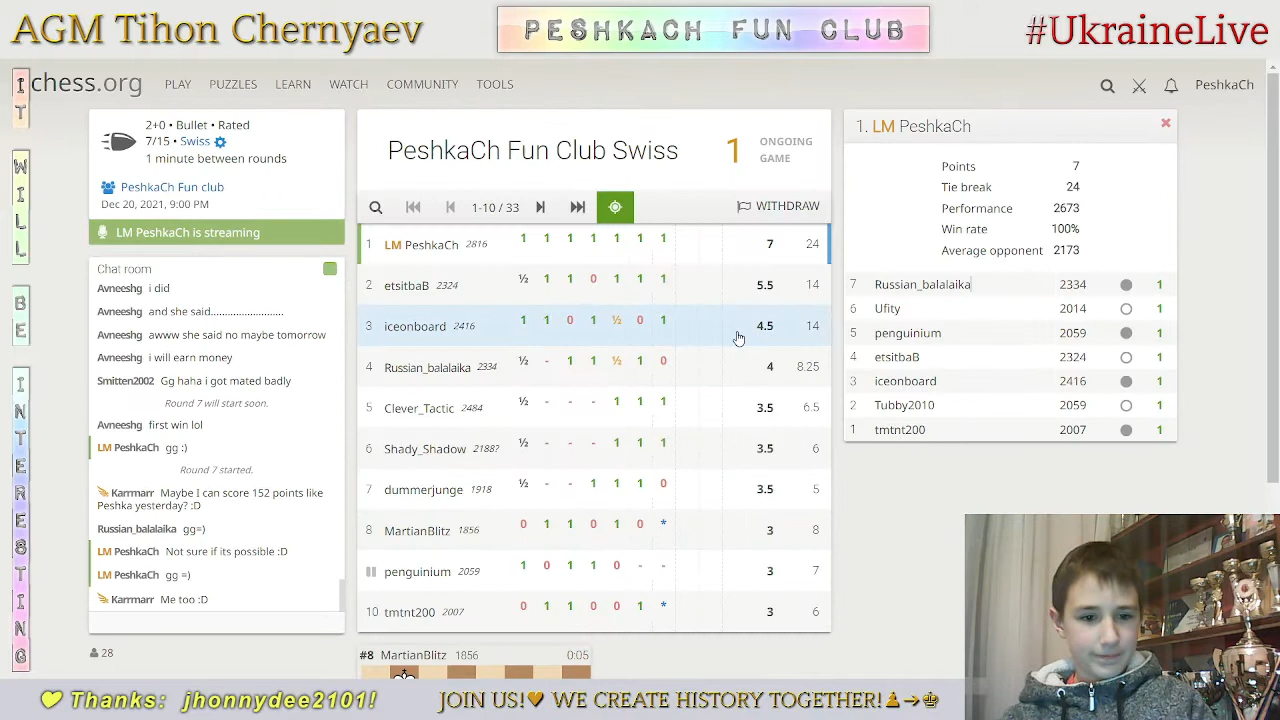 AGM Tihon Chernyaev
PESHKACH FUN CLUB
#UkraineLive
IT WILL BE INTERE8TING
chess.org
PLAY PUZZLES LEARN WATCH COMMUNITY TOOLS
PeshkaCh
2+0 • Bullet • Rated
7/15 • Swiss
1 minute between rounds
PeshkaCh Fun club
Dec 20, 2021, 9:00 PM
LM PeshkaCh is streaming
Chat room
Avneeshg i did
Avneeshg and she said........................
Avneeshg awww she said no maybe tomorrow
Avneeshg i will earn money
Smitten2002 Gg haha i got mated badly
Round 7 will start soon.
Avneeshg first win lol
LM PeshkaCh gg :)
Round 7 started.
Karrmarr Maybe I can score 152 points like
Peshka yesterday? :D
Russian_balalaika gg=)
LM PeshkaCh Not sure if its possible :D
LM PeshkaCh gg =)
Karrmarr Me too :D
28
PeshkaCh Fun Club Swiss
1 ONGOING
GAME
1-10 / 33
WITHDRAW
1 LM PeshkaCh 2816 1 1 1 1 1 1 1 7 24
2 etsitbaB 2324 ½ 1 1 0 1 1 1 5.5 14
3 iceonboard 2416 1 1 0 1 ½ 0 1 4.5 14
4 Russian_balalaika 2334 ½ - 1 1 ½ 1 0 4 8.25
5 Clever_Tactic 2484 ½ - - - 1 1 1 3.5 6.5
6 Shady_Shadow 2188? ½ - - - 1 1 1 3.5 6
7 dummerjunge 1918 ½ - - 1 1 1 0 3.5 5
8 MartianBlitz 1856 0 1 1 0 1 0 * 3 8
penguinium 2059 1 0 1 1 0 - - 3 7
10 tmtnt200 2007 0 1 1 0 0 1 * 3 6
#8 MartianBlitz 1856 0:05
1. LM PeshkaCh
Points 7
Tie break 24
Performance 2673
Win rate 100%
Average opponent 2173
7 Russian_balalaika 2334 1
6 Ufity 2014 1
5 penguinium 2059 1
4 etsitbaB 2324 1
3 iceonboard 2416 1
2 Tubby2010 2059 1
1 tmtnt200 2007 1
Thanks: jhonnydee2101!
JOIN US! WE CREATE HISTORY TOGETHER!